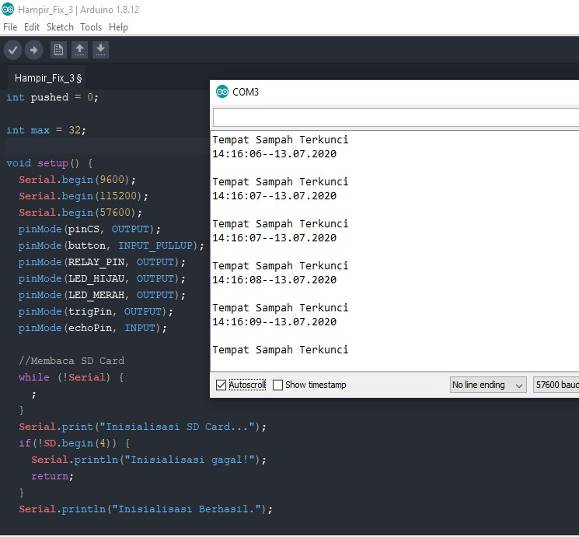 Hampir_Fix_3 | Arduino 1.8.12
File Edit Sketch Tools Help
Hampir_Fix_3 §
int pushed = 0;
int max = 32;
void setup() {
Serial.begin(9600);
Serial.begin(115200);
Serial.begin(57600);
pinMode(pinCS, OUTPUT);
pinMode(button, INPUT_PULLUP);
pinMode(RELAY_PIN, OUTPUT);
pinMode(LED_HIJAU, OUTPUT);
pinMode(LED_MERAH, OUTPUT);
pinMode(trigPin, OUTPUT);
pinMode(echoPin, INPUT);
//Membaca SD Card
while (!Serial) {
;
}
Serial.print("Inisialisasi SD Card...");
if(!SD.begin(4)) {
Serial.println("Inisialisasi gagal!");
return;
}
Serial.println("Inisialisasi Berhasil.");
COM3
Tempat Sampah Terkunci
14:16:06--13.07.2020
Tempat Sampah Terkunci
14:16:07--13.07.2020
Tempat Sampah Terkunci
14:16:07--13.07.2020
Tempat Sampah Terkunci
14:16:08--13.07.2020
Tempat Sampah Terkunci
14:16:09--13.07.2020
Tempat Sampah Terkunci
Autoscroll Show timestamp No line ending 57600 baud